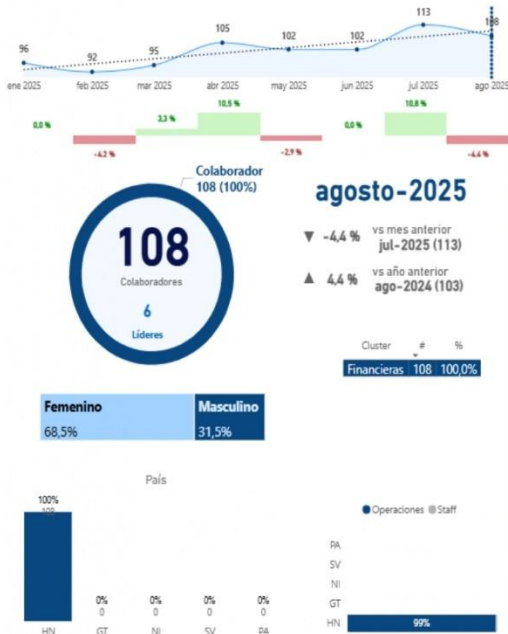 96 92 95 105 102 102 113 108
ene 2025 feb 2025 mar 2025 abr 2025 may 2025 jun 2025 jul 2025 ago 2025
0,0 % -4,2 % 3,3 % 10,5 % -2,9 % 0,0 % 10,8 % -4,4 %
Colaborador
108 (100%)
108
Colaboradores
6
Líderes
agosto-2025
▼ -4,4 % vs mes anterior
jul-2025 (113)
▲ 4,4 % vs año anterior
ago-2024 (103)
Cluster # %
Financieras 108 100,0%
Femenino Masculino
68,5% 31,5%
País
100%
108
0% 0% 0% 0%
0 0 0 0
HN GT NI SV PA
Operaciones Staff
PA
SV
NI
GT
HN 99%